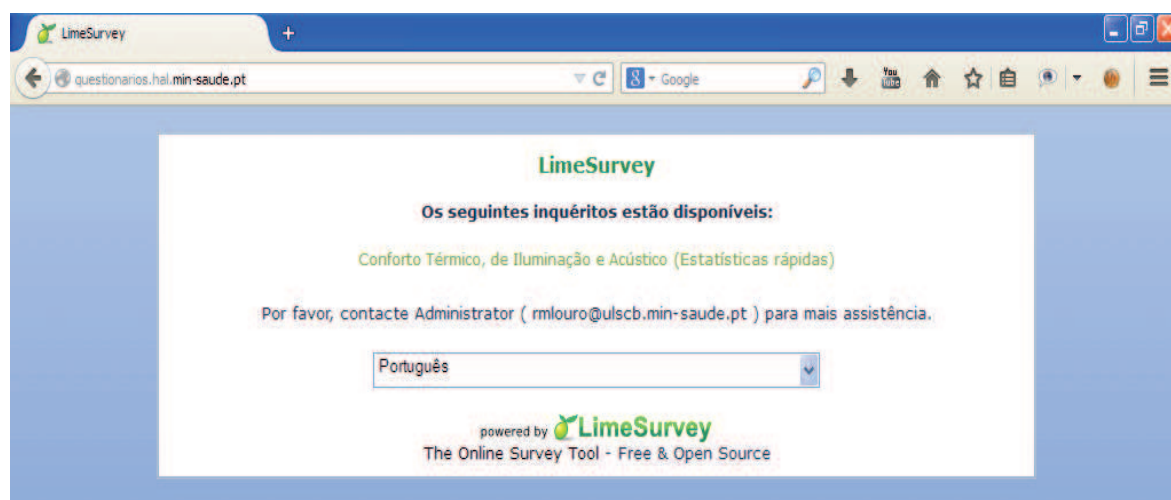 LimeSurvey
questionarios.hal.min-saude.pt
Google
LimeSurvey
Os seguintes inquéritos estão disponíveis:
Conforto Térmico, de Iluminação e Acústico (Estatísticas rápidas)
Por favor, contacte Administrator ( rmlouro@ulscb.min-saude.pt ) para mais assistência.
Português
powered by LimeSurvey
The Online Survey Tool - Free & Open Source